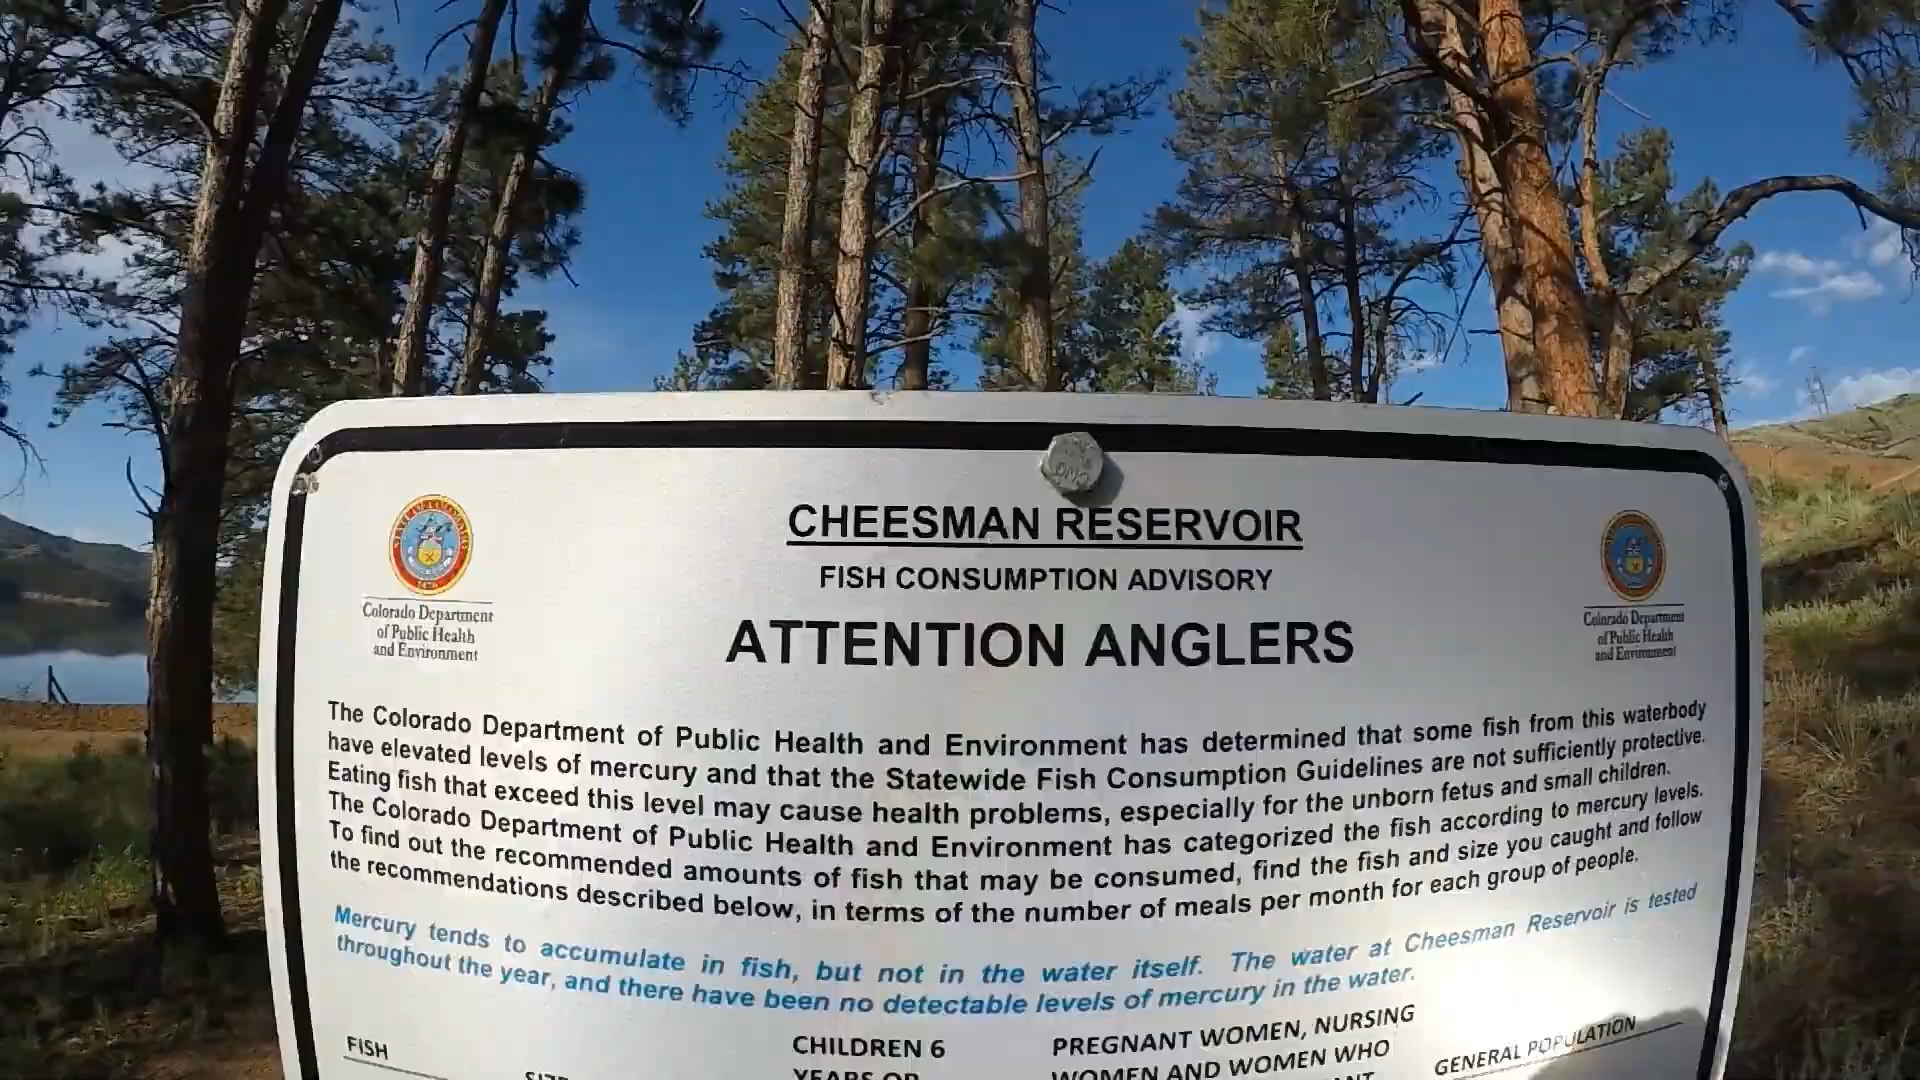 CHEESMAN RESERVOIR
FISH CONSUMPTION ADVISORY
ATTENTION ANGLERS
Colorado Department
of Public Health
and Environment
Colorado Department
of Public Health
and Environment
The Colorado Department of Public Health and Environment has determined that some fish from this waterbody
have elevated levels of mercury and that the Statewide Fish Consumption Guidelines are not sufficiently protective.
Eating fish that exceed this level may cause health problems, especially for the unborn fetus and small children.
The Colorado Department of Public Health and Environment has categorized the fish according to mercury levels.
To find out the recommended amounts of fish that may be consumed, find the fish and size you caught and follow
the recommendations described below, in terms of the number of meals per month for each group of people.
Mercury tends to accumulate in fish, but not in the water itself. The water at Cheesman Reservoir is tested
throughout the year, and there have been no detectable levels of mercury in the water.
FISH
CHILDREN 6
YEARS OR
PREGNANT WOMEN, NURSING
WOMEN AND WOMEN WHO
GENERAL POPULATION